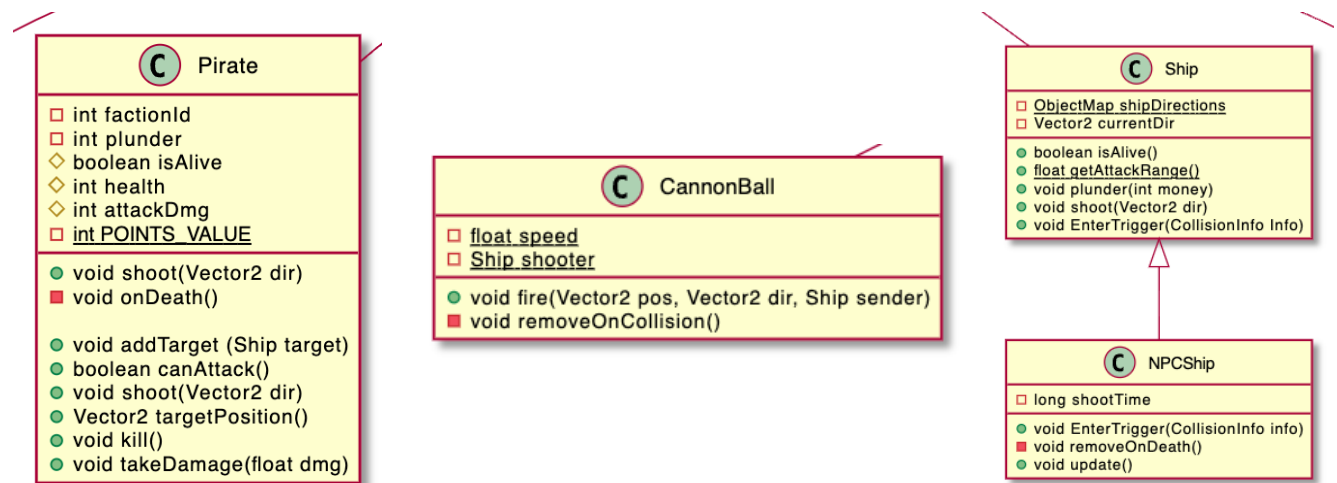 C Pirate
int factionId
int plunder
boolean isAlive
int health
int attackDmg
int POINTS_VALUE
void shoot(Vector2 dir)
void onDeath()
void addTarget (Ship target)
boolean canAttack()
void shoot(Vector2 dir)
Vector2 targetPosition()
void kill()
void takeDamage(float dmg)
C CannonBall
float speed
Ship shooter
void fire(Vector2 pos, Vector2 dir, Ship sender)
void removeOnCollision()
C Ship
ObjectMap shipDirections
Vector2 currentDir
boolean isAlive()
float getAttackRange()
void plunder(int money)
void shoot(Vector2 dir)
void EnterTrigger(CollisionInfo Info)
C NPCShip
long shootTime
void EnterTrigger(CollisionInfo info)
void removeOnDeath()
void update()